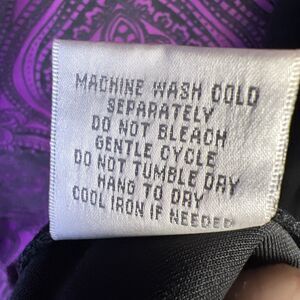 MACHINE WASH COLD
SEPARATELY
DO NOT BLEACH
GENTLE CYCLE
DO NOT TUMBLE DRY
HANG TO DRY
COOL IRON IF NEEDED